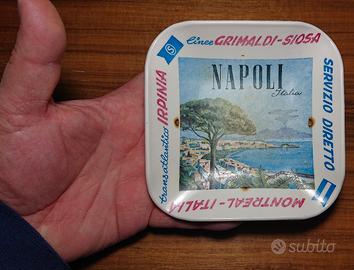 linee GRIMALDI-SIOSA
SERVIZIO DIRETTO
MONTREAL-ITALIA
transatlantico IRPINIA
S
NAPOLI
Italia
subito